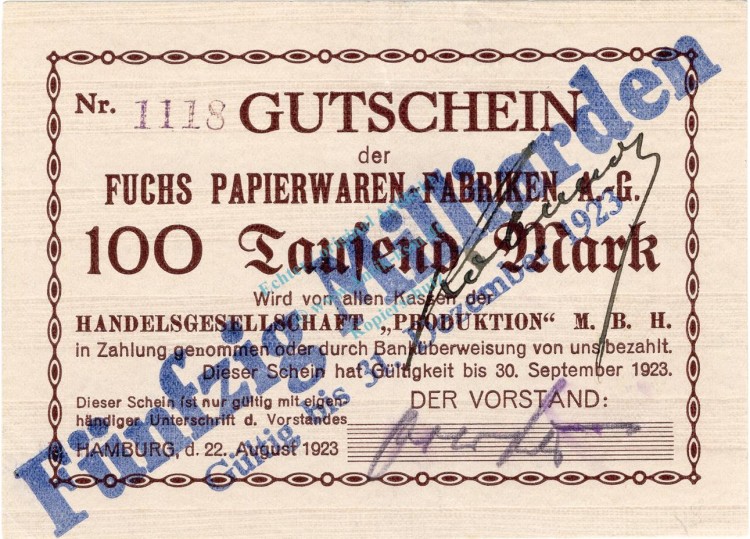 Nr. 1118 GUTSCHEIN
der
FUCHS PAPIERWAREN-FABRIKEN A.-G.
100 Tausend Mark
Wird von allen Kassen der
HANDELSGESELLSCHAFT „PRODUKTION“ M. B. H.
in Zahlung genommen oder durch Banküberweisung von uns bezahlt.
Dieser Schein hat Gültigkeit bis 30. September 1923.
Dieser Schein ist nur gültig mit eigen-
händiger Unterschrift d. Vorstandes
HAMBURG, d. 22. August 1923
DER VORSTAND:
Fünfzig Milliarden
Gültig bis 31. Dezember 1923